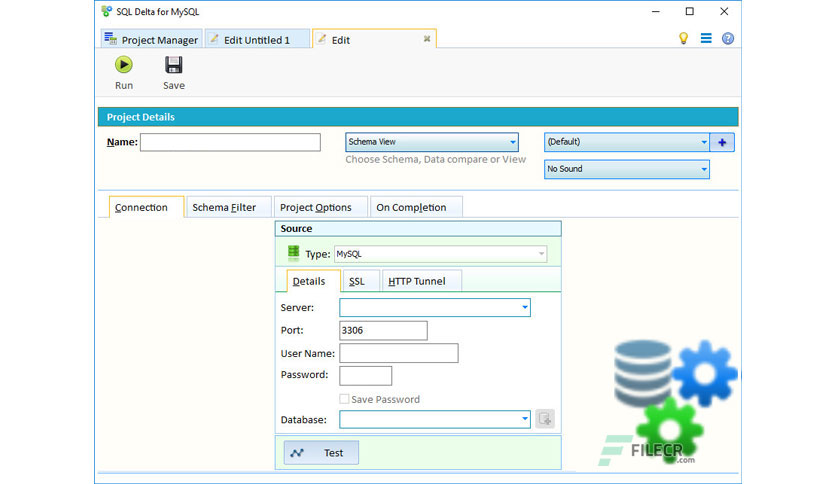 SQL Delta for MySQL
Project Manager Edit Untitled 1 Edit
Run Save
Project Details
Name: Schema View (Default)
Choose Schema, Data compare or View
No Sound
Connection Schema Filter Project Options On Completion
Source
Type: MySQL
Details SSL HTTP Tunnel
Server:
Port: 3306
User Name:
Password:
Save Password
Database:
Test
FILECR
.com